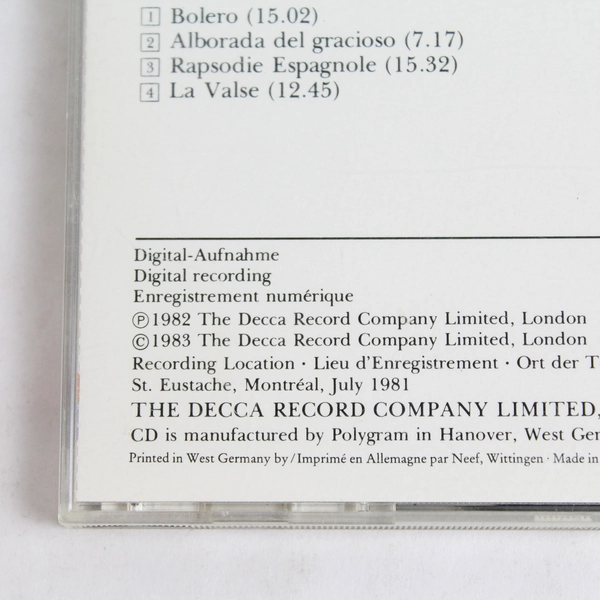 1 Bolero (15.02)
2 Alborada del gracioso (7.17)
3 Rapsodie Espagnole (15.32)
4 La Valse (12.45)
Digital-Aufnahme
Digital recording
Enregistrement numérique
Ⓟ1982 The Decca Record Company Limited, London
©1983 The Decca Record Company Limited, London
Recording Location · Lieu d'Enregistrement · Ort der
St. Eustache, Montréal, July 1981
THE DECCA RECORD COMPANY LIMITED,
CD is manufactured by Polygram in Hanover, West
Printed in West Germany by/Imprimé en Allemagne par Neef, Wittingen · Made in